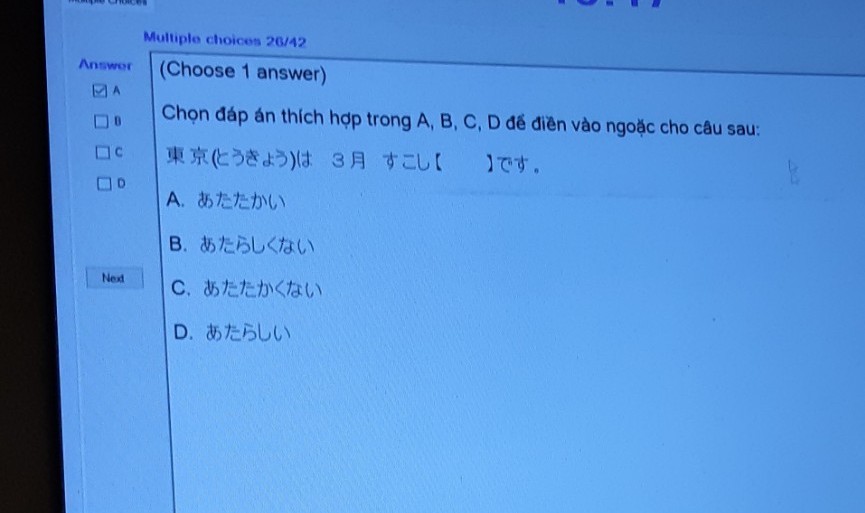 Multiple Choices
Multiple choices 26/42
Answer
A
B
C
D
Next
(Choose 1 answer)
Chọn đáp án thích hợp trong A, B, C, D để điền vào ngoặc cho câu sau:
東京(とうきょう)は 3月 すこし【 】です。
A. あたたかい
B. あたらしくない
C. あたたかくない
D. あたらしい